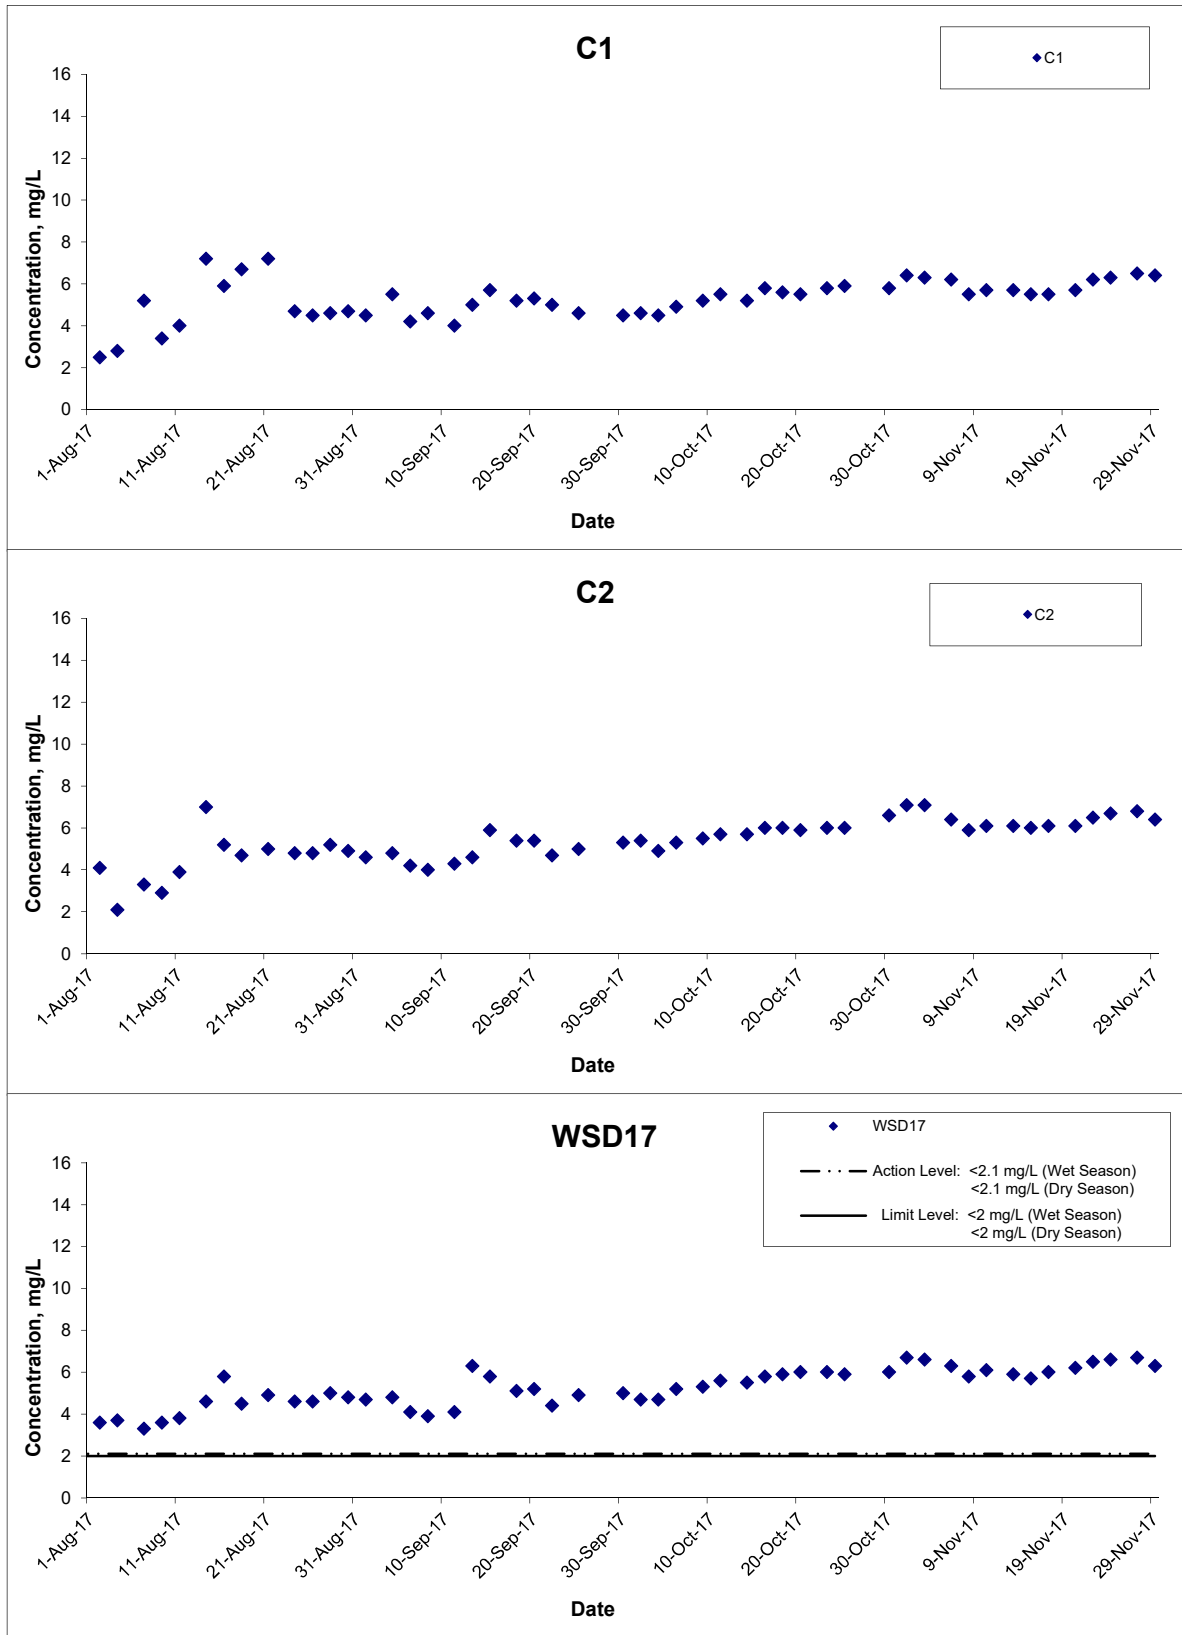 C1
C1
Concentration, mg/L
16
14
12
10
8
6
4
2
0
1-Aug-17
11-Aug-17
21-Aug-17
31-Aug-17
10-Sep-17
20-Sep-17
30-Sep-17
10-Oct-17
20-Oct-17
30-Oct-17
9-Nov-17
19-Nov-17
29-Nov-17
Date
C2
C2
Concentration, mg/L
16
14
12
10
8
6
4
2
0
1-Aug-17
11-Aug-17
21-Aug-17
31-Aug-17
10-Sep-17
20-Sep-17
30-Sep-17
10-Oct-17
20-Oct-17
30-Oct-17
9-Nov-17
19-Nov-17
29-Nov-17
Date
WSD17
WSD17
Action Level: <2.1 mg/L (Wet Season)
<2.1 mg/L (Dry Season)
Limit Level: <2 mg/L (Wet Season)
<2 mg/L (Dry Season)
Concentration, mg/L
16
14
12
10
8
6
4
2
0
1-Aug-17
11-Aug-17
21-Aug-17
31-Aug-17
10-Sep-17
20-Sep-17
30-Sep-17
10-Oct-17
20-Oct-17
30-Oct-17
9-Nov-17
19-Nov-17
29-Nov-17
Date